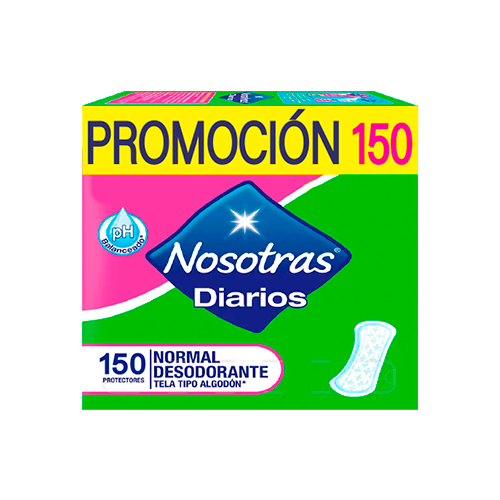 PROMOCIÓN 150
pH
Balanceado*
Nosotras®
Diarios
150
PROTECTORES
NORMAL
DESODORANTE
TELA TIPO ALGODÓN*